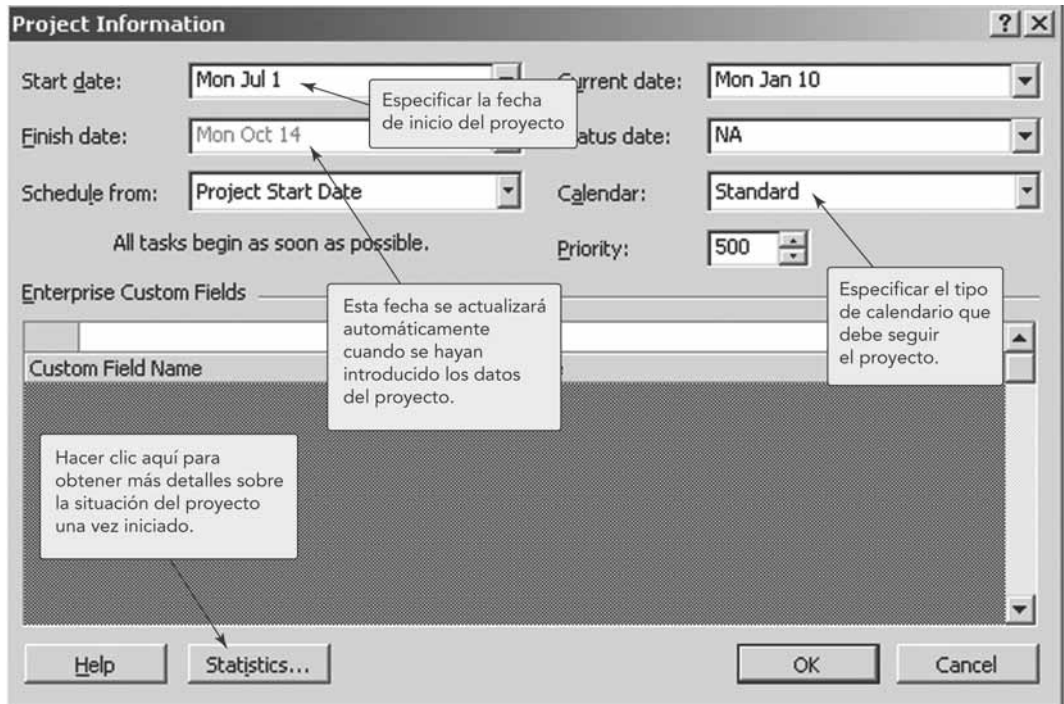 Project Information
Start date:
Mon Jul 1
Current date:
Mon Jan 10
Especificar la fecha
de inicio del proyecto
Finish date:
Mon Oct 14
atus date:
NA
Schedule from:
Project Start Date
Calendar:
Standard
All tasks begin as soon as possible.
Priority:
500
Enterprise Custom Fields
Esta fecha se actualizará
automáticamente
cuando se hayan
introducido los datos
del proyecto.
Especificar el tipo
de calendario que
debe seguir
el proyecto.
Custom Field Name
Hacer clic aquí para
obtener más detalles sobre
la situación del proyecto
una vez iniciado.
Help
Statistics...
OK
Cancel